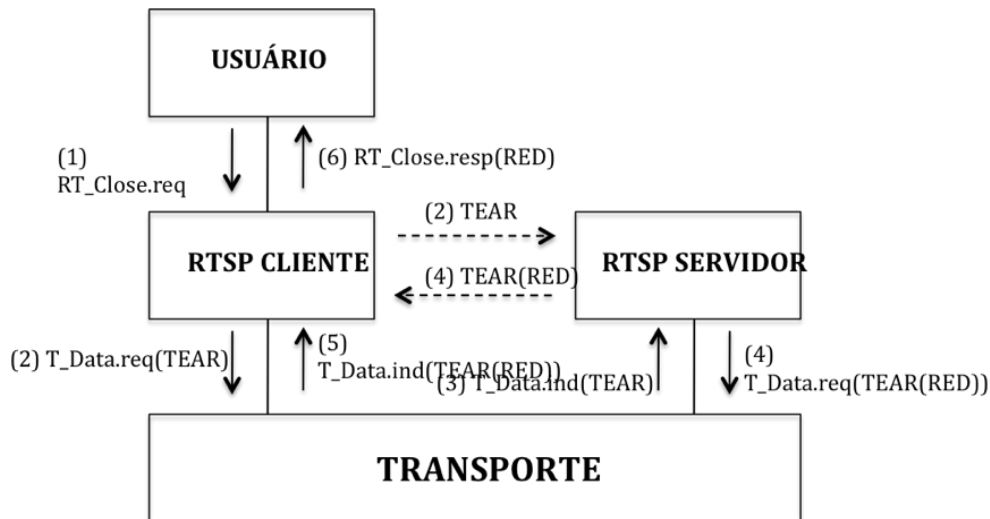 USUÁRIO
(1)
RT_Close.req
(6) RT_Close.resp(RED)
(2) TEAR
RTSP CLIENTE
RTSP SERVIDOR
(4) TEAR(RED)
(2) T_Data.req(TEAR)
(5)
T_Data.ind(TEAR(RED))
(3) T_Data.ind(TEAR)
(4)
T_Data.req(TEAR(RED))
TRANSPORTE